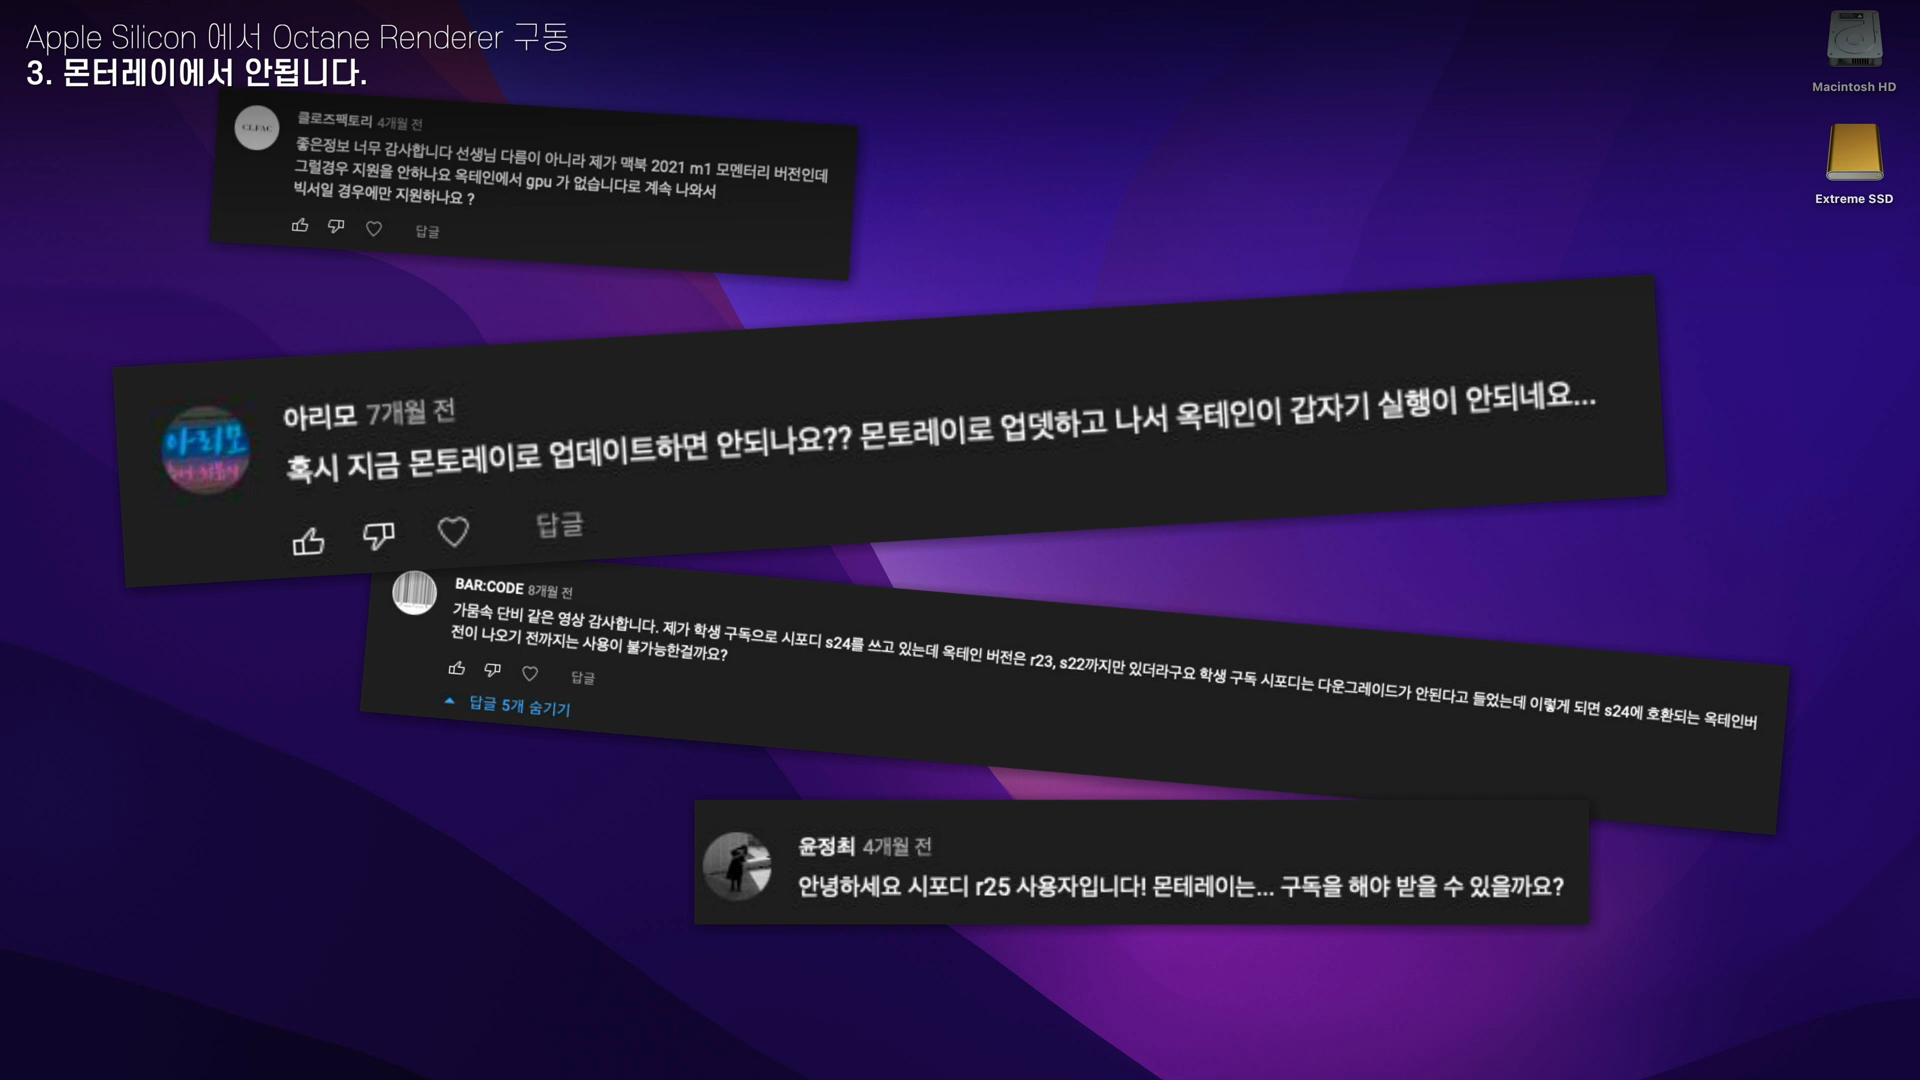 Apple Silicon 에서 Octane Renderer 구동
3. 몬터레이에서 안됩니다.
Macintosh HD
Extreme SSD
CLFAC
클로즈팩토리 4개월 전
좋은정보 너무 감사합니다 선생님 다름이 아니라 제가 맥북 2021 m1 모멘터리 버전인데
그럴경우 지원을 안하나요 옥테인에서 gpu 가 없습니다로 계속 나와서
빅서일 경우에만 지원하나요 ?
답글
아리모
아리모 7개월 전
혹시 지금 몬토레이로 업데이트하면 안되나요?? 몬토레이로 업뎃하고 나서 옥테인이 갑자기 실행이 안되네요...
답글
BAR:CODE 8개월 전
가뭄속 단비 같은 영상 감사합니다. 제가 학생 구독으로 시포디 s24를 쓰고 있는데 옥테인 버전은 r23, s22까지만 있더라구요 학생 구독 시포디는 다운그레이드가 안된다고 들었는데 이렇게 되면 s24에 호환되는 옥테인버
전이 나오기 전까지는 사용이 불가능한걸까요?
답글
답글 5개 숨기기
윤정최 4개월 전
안녕하세요 시포디 r25 사용자입니다! 몬테레이는... 구독을 해야 받을 수 있을까요?